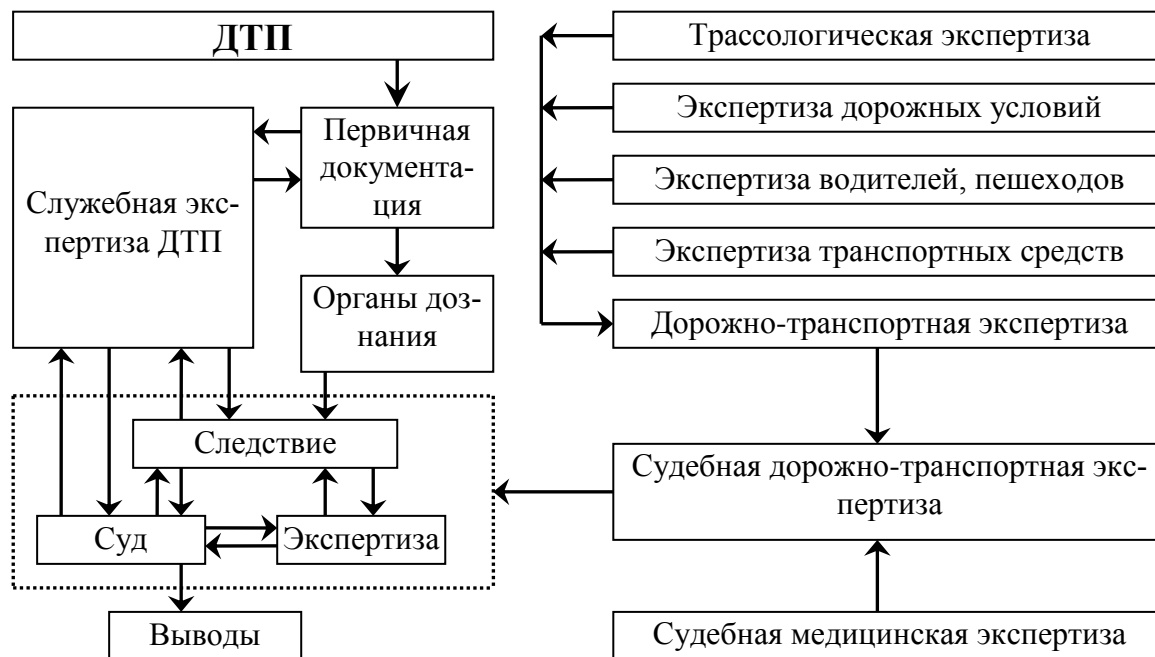 ДТП
Первичная
документа-
ция
Служебная экс-
пертиза ДТП
Органы доз-
нания
Следствие
Суд
Экспертиза
Выводы
Трассологическая экспертиза
Экспертиза дорожных условий
Экспертиза водителей, пешеходов
Экспертиза транспортных средств
Дорожно-транспортная экспертиза
Судебная дорожно-транспортная экс-
пертиза
Судебная медицинская экспертиза